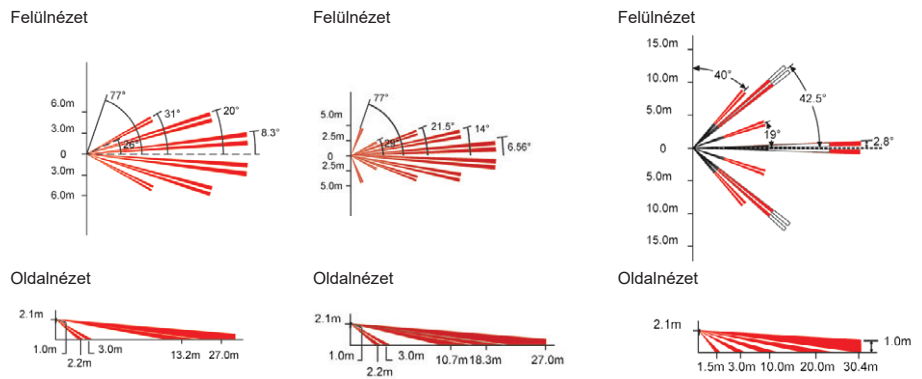 Felülnézet
77°
6.0m
31°
20°
3.0m
8.3°
26°
0
3.0m
6.0m
Felülnézet
77°
5.0m
21.5°
14°
2.5m
6.56°
0
2.5m
5.0m
Felülnézet
15.0m
10.0m
40°
42.5°
5.0m
19°
2.8°
0
5.0m
10.0m
15.0m
Oldalnézet
2.1m
1.0m
3.0m
13.2m
27.0m
2.2m
Oldalnézet
2.1m
1.0m
3.0m
10.7m
18.3m
27.0m
2.2m
Oldalnézet
2.1m
1.0m
1.5m
3.0m
10.0m
20.0m
30.4m